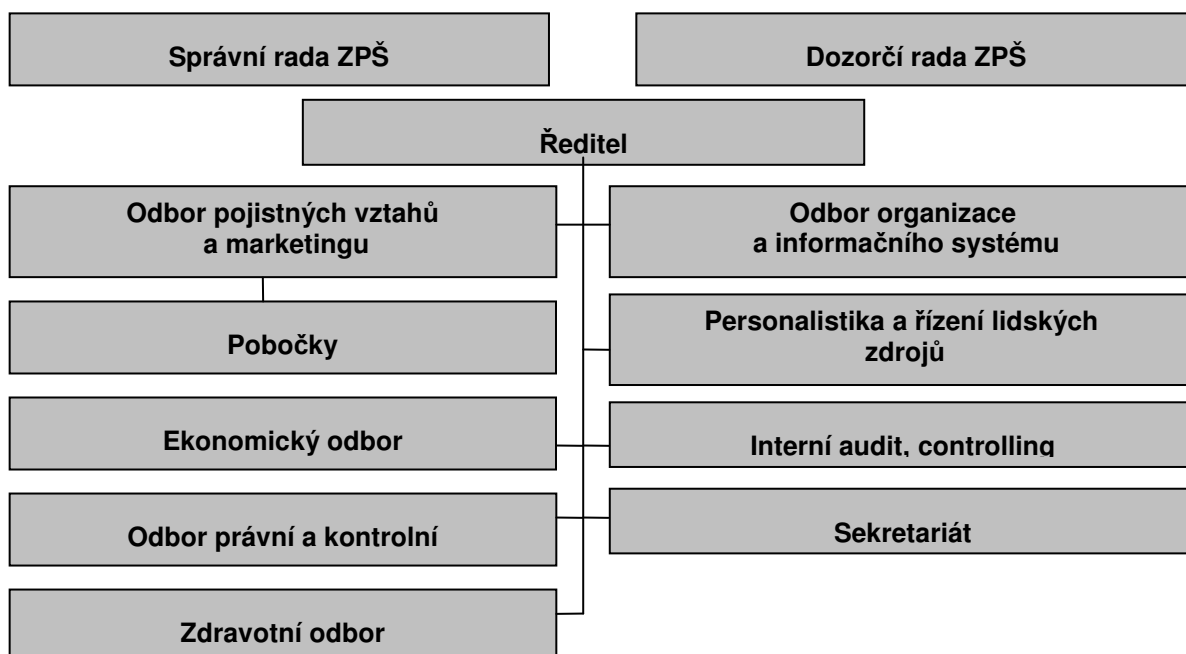 Správní rada ZPŠ
Dozorčí rada ZPŠ
Ředitel
Odbor pojistných vztahů
a marketingu
Odbor organizace
a informačního systému
Pobočky
Personalistika a řízení lidských
zdrojů
Ekonomický odbor
Interní audit, controlling
Odbor právní a kontrolní
Sekretariát
Zdravotní odbor